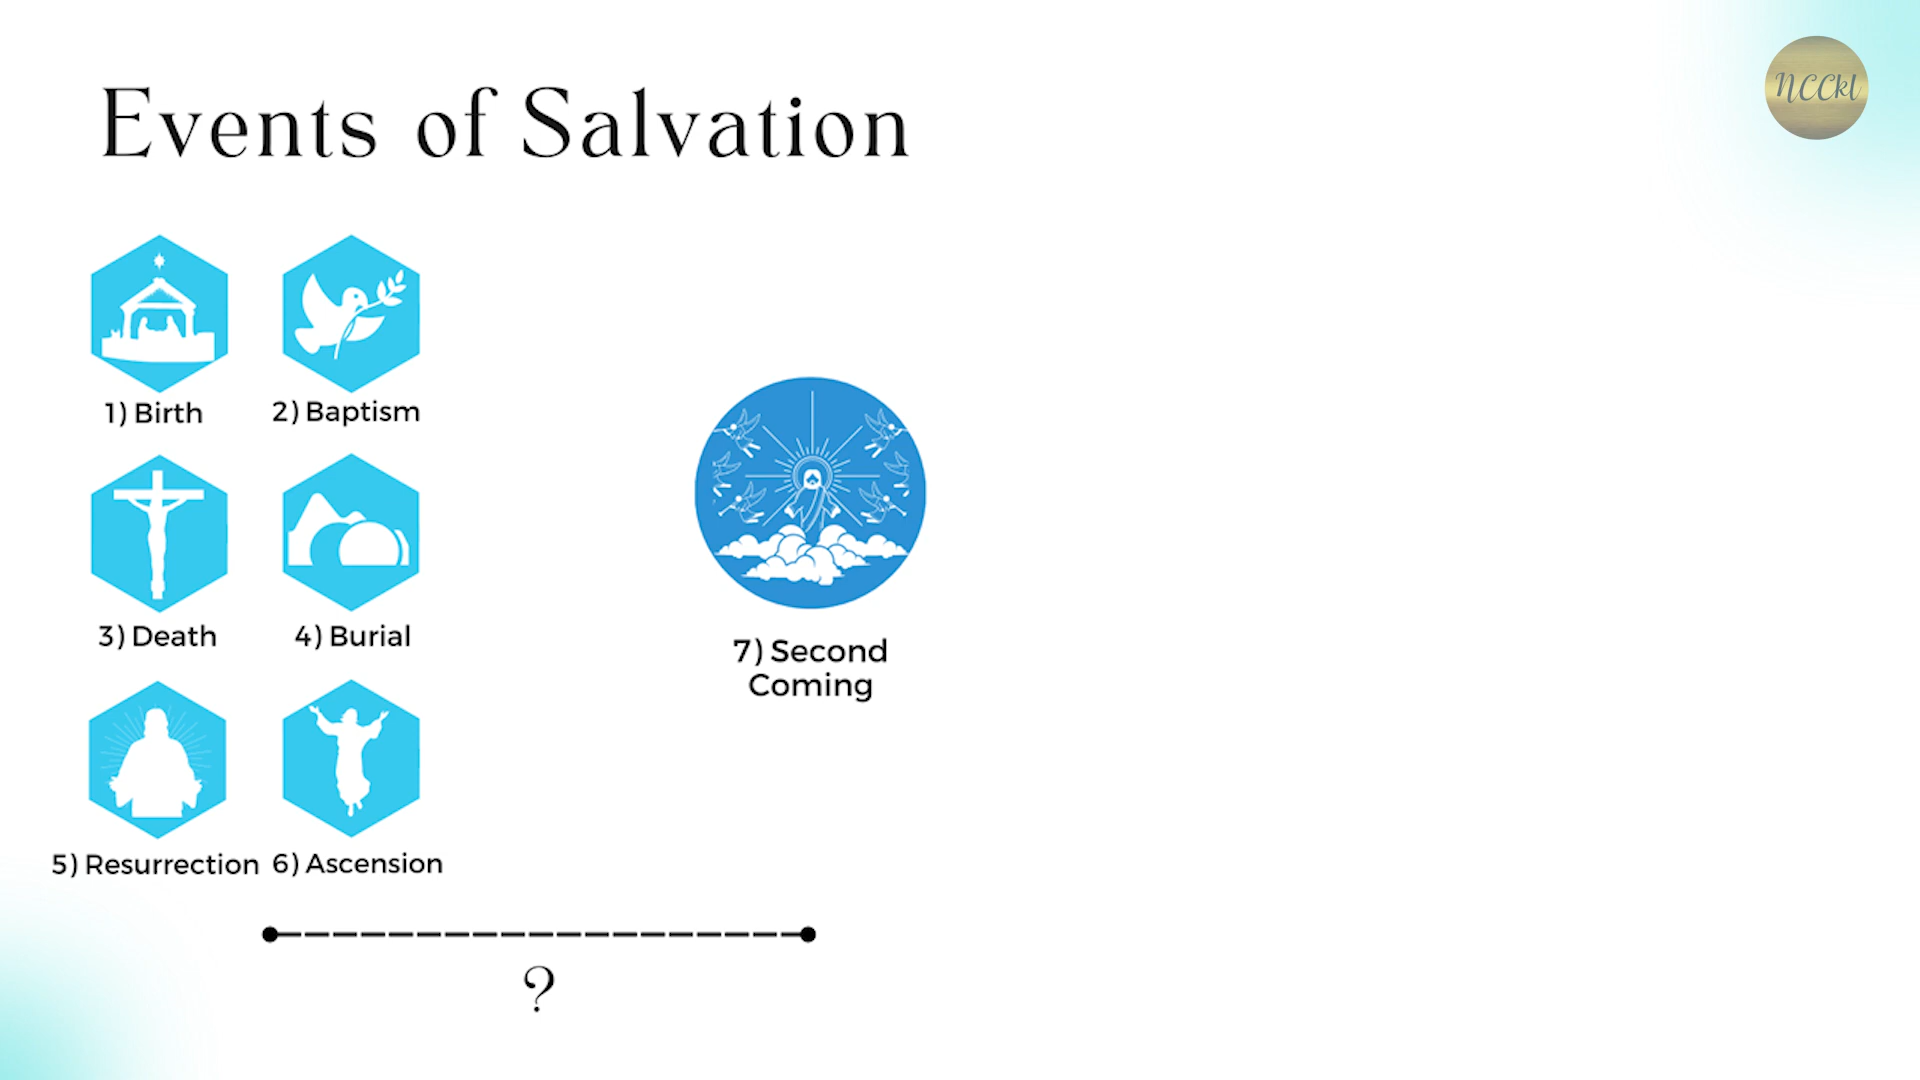 Events of Salvation
NCCkl
1) Birth
2) Baptism
3) Death
4) Burial
5) Resurrection
6) Ascension
7) Second
Coming
?